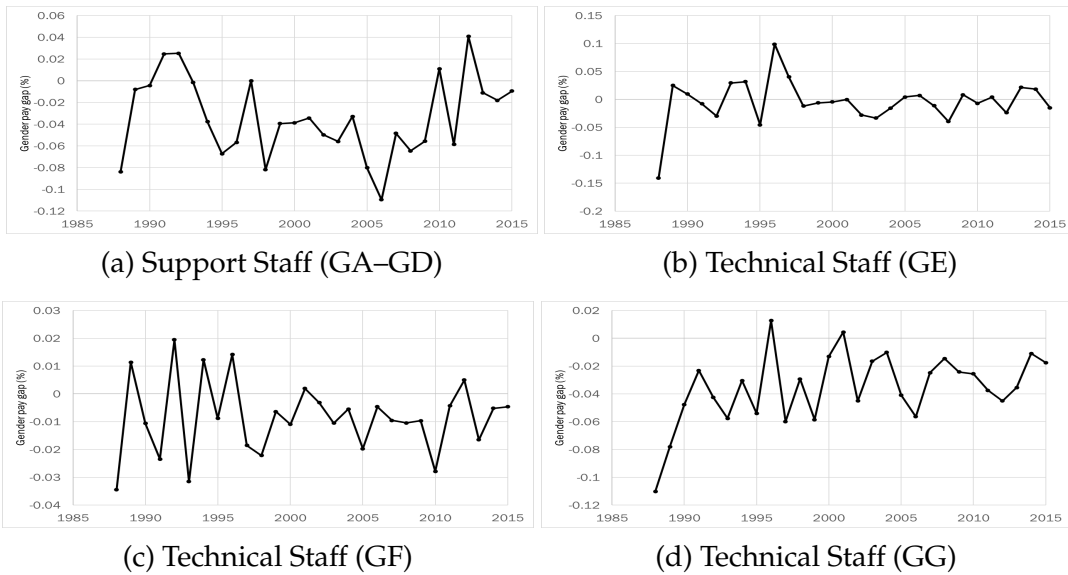 0.06
0.04
0.02
0
-0.02
-0.04
-0.06
-0.08
-0.1
-0.12
Gender pay gap (%)
1985 1990 1995 2000 2005 2010 2015
(a) Support Staff (GA–GD)
0.15
0.1
0.05
0
-0.05
-0.1
-0.15
-0.2
Gender pay gap (%)
1985 1990 1995 2000 2005 2010 2015
(b) Technical Staff (GE)
0.03
0.02
0.01
0
-0.01
-0.02
-0.03
-0.04
Gender pay gap (%)
1985 1990 1995 2000 2005 2010 2015
(c) Technical Staff (GF)
0.02
0
-0.02
-0.04
-0.06
-0.08
-0.1
-0.12
Gender pay gap (%)
1985 1990 1995 2000 2005 2010 2015
(d) Technical Staff (GG)